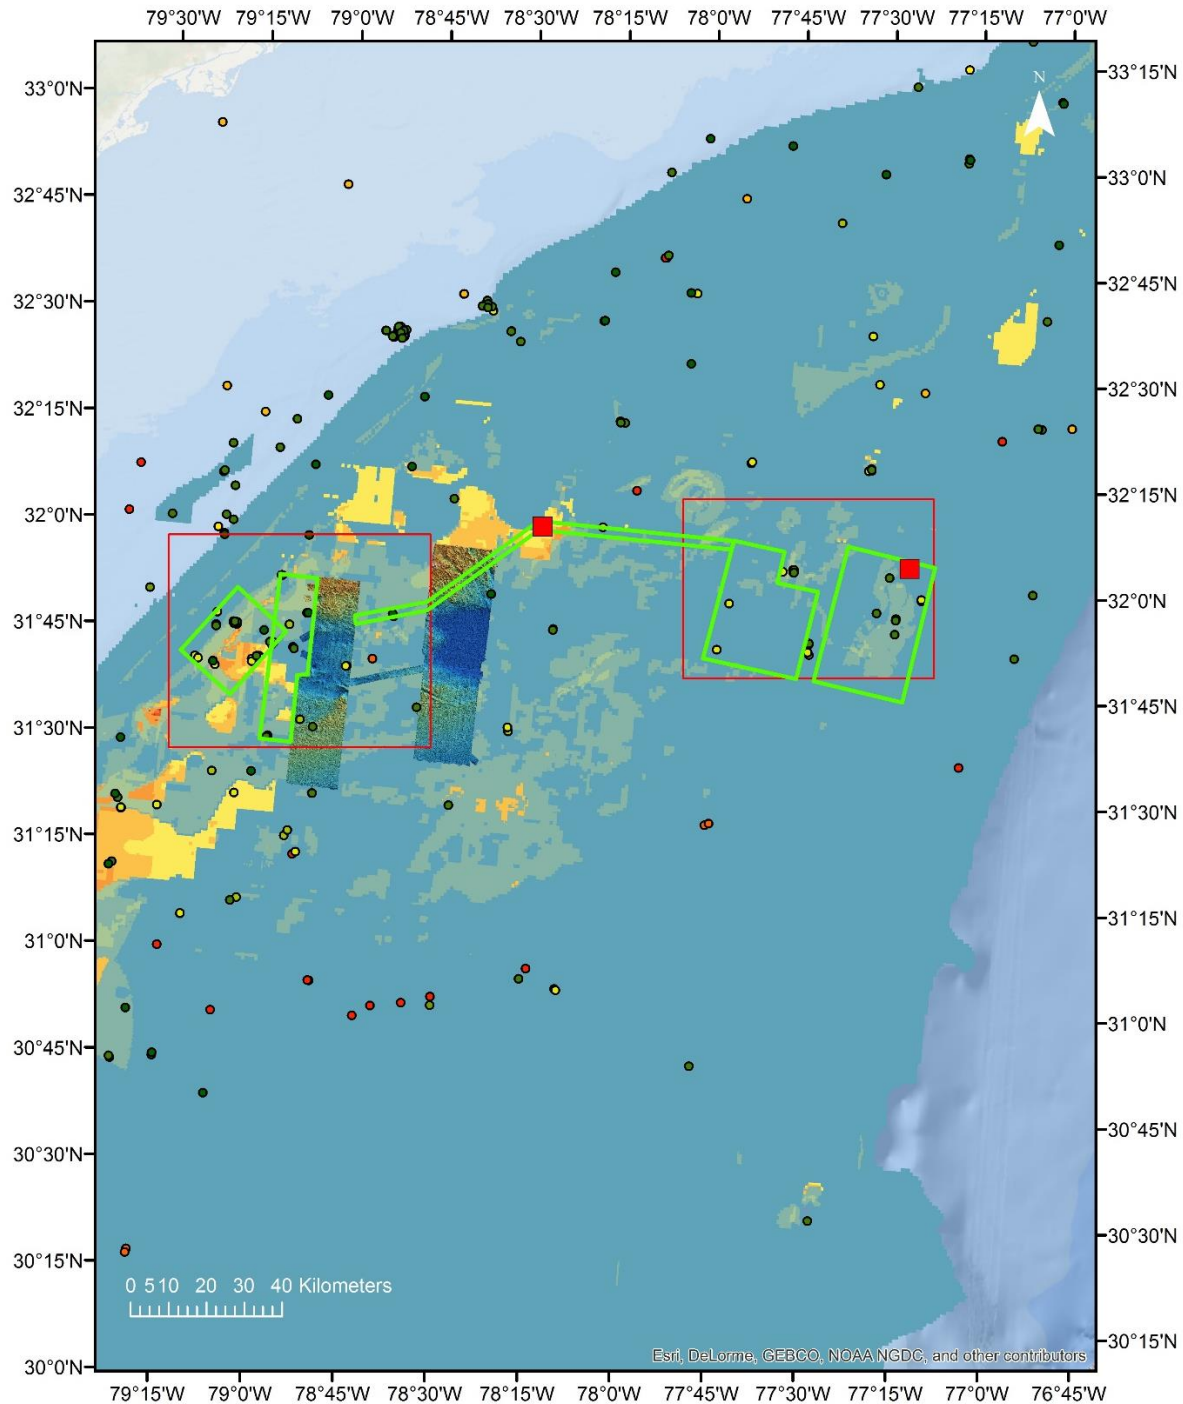 79°30'W 79°15'W 79°0'W 78°45'W 78°30'W 78°15'W 78°0'W 77°45'W 77°30'W 77°15'W 77°0'W
N
33°0'N
33°15'N
32°45'N
33°0'N
32°30'N
32°45'N
32°15'N
32°30'N
32°0'N
32°15'N
31°45'N
32°0'N
31°30'N
31°45'N
31°15'N
31°30'N
31°0'N
31°15'N
30°45'N
31°0'N
30°30'N
30°45'N
30°15'N
30°30'N
30°0'N
30°15'N
0 5 10 20 30 40 Kilometers
Esri, DeLorme, GEBCO, NOAA NGDC, and other contributors
79°15'W 79°0'W 78°45'W 78°30'W 78°15'W 78°0'W 77°45'W 77°30'W 77°15'W 77°0'W 76°45'W